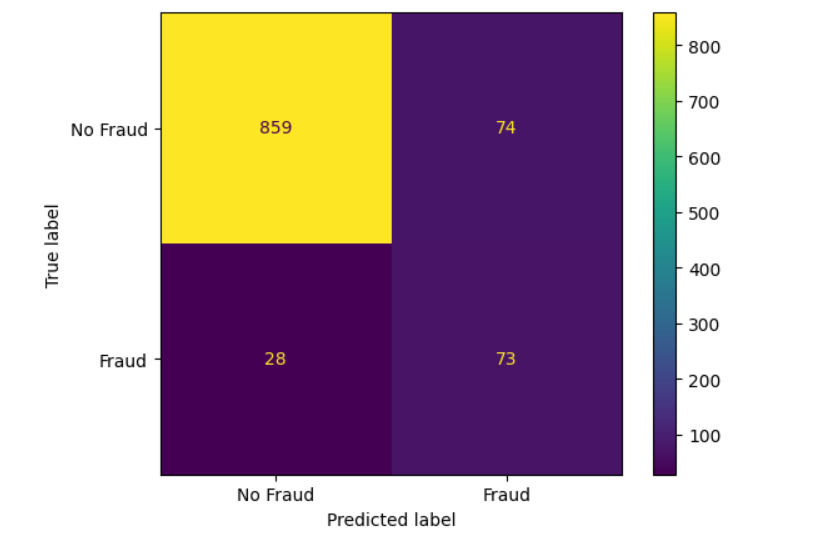 No Fraud
Fraud
True label
859
74
28
73
No Fraud
Fraud
Predicted label
800
700
600
500
400
300
200
100